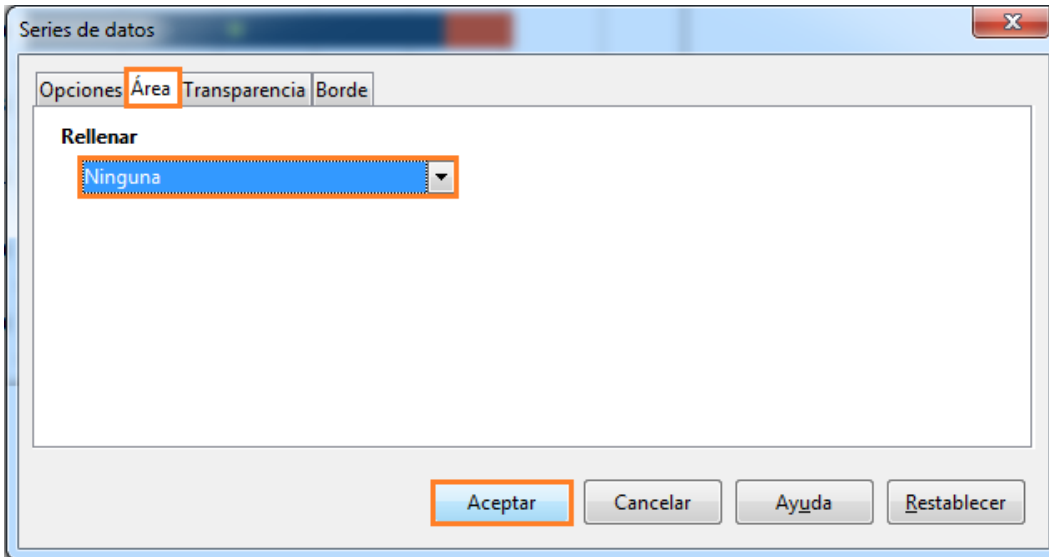 Series de datos
Opciones Área Transparencia Borde
Rellenar
Ninguna
Aceptar Cancelar Ayuda Restablecer